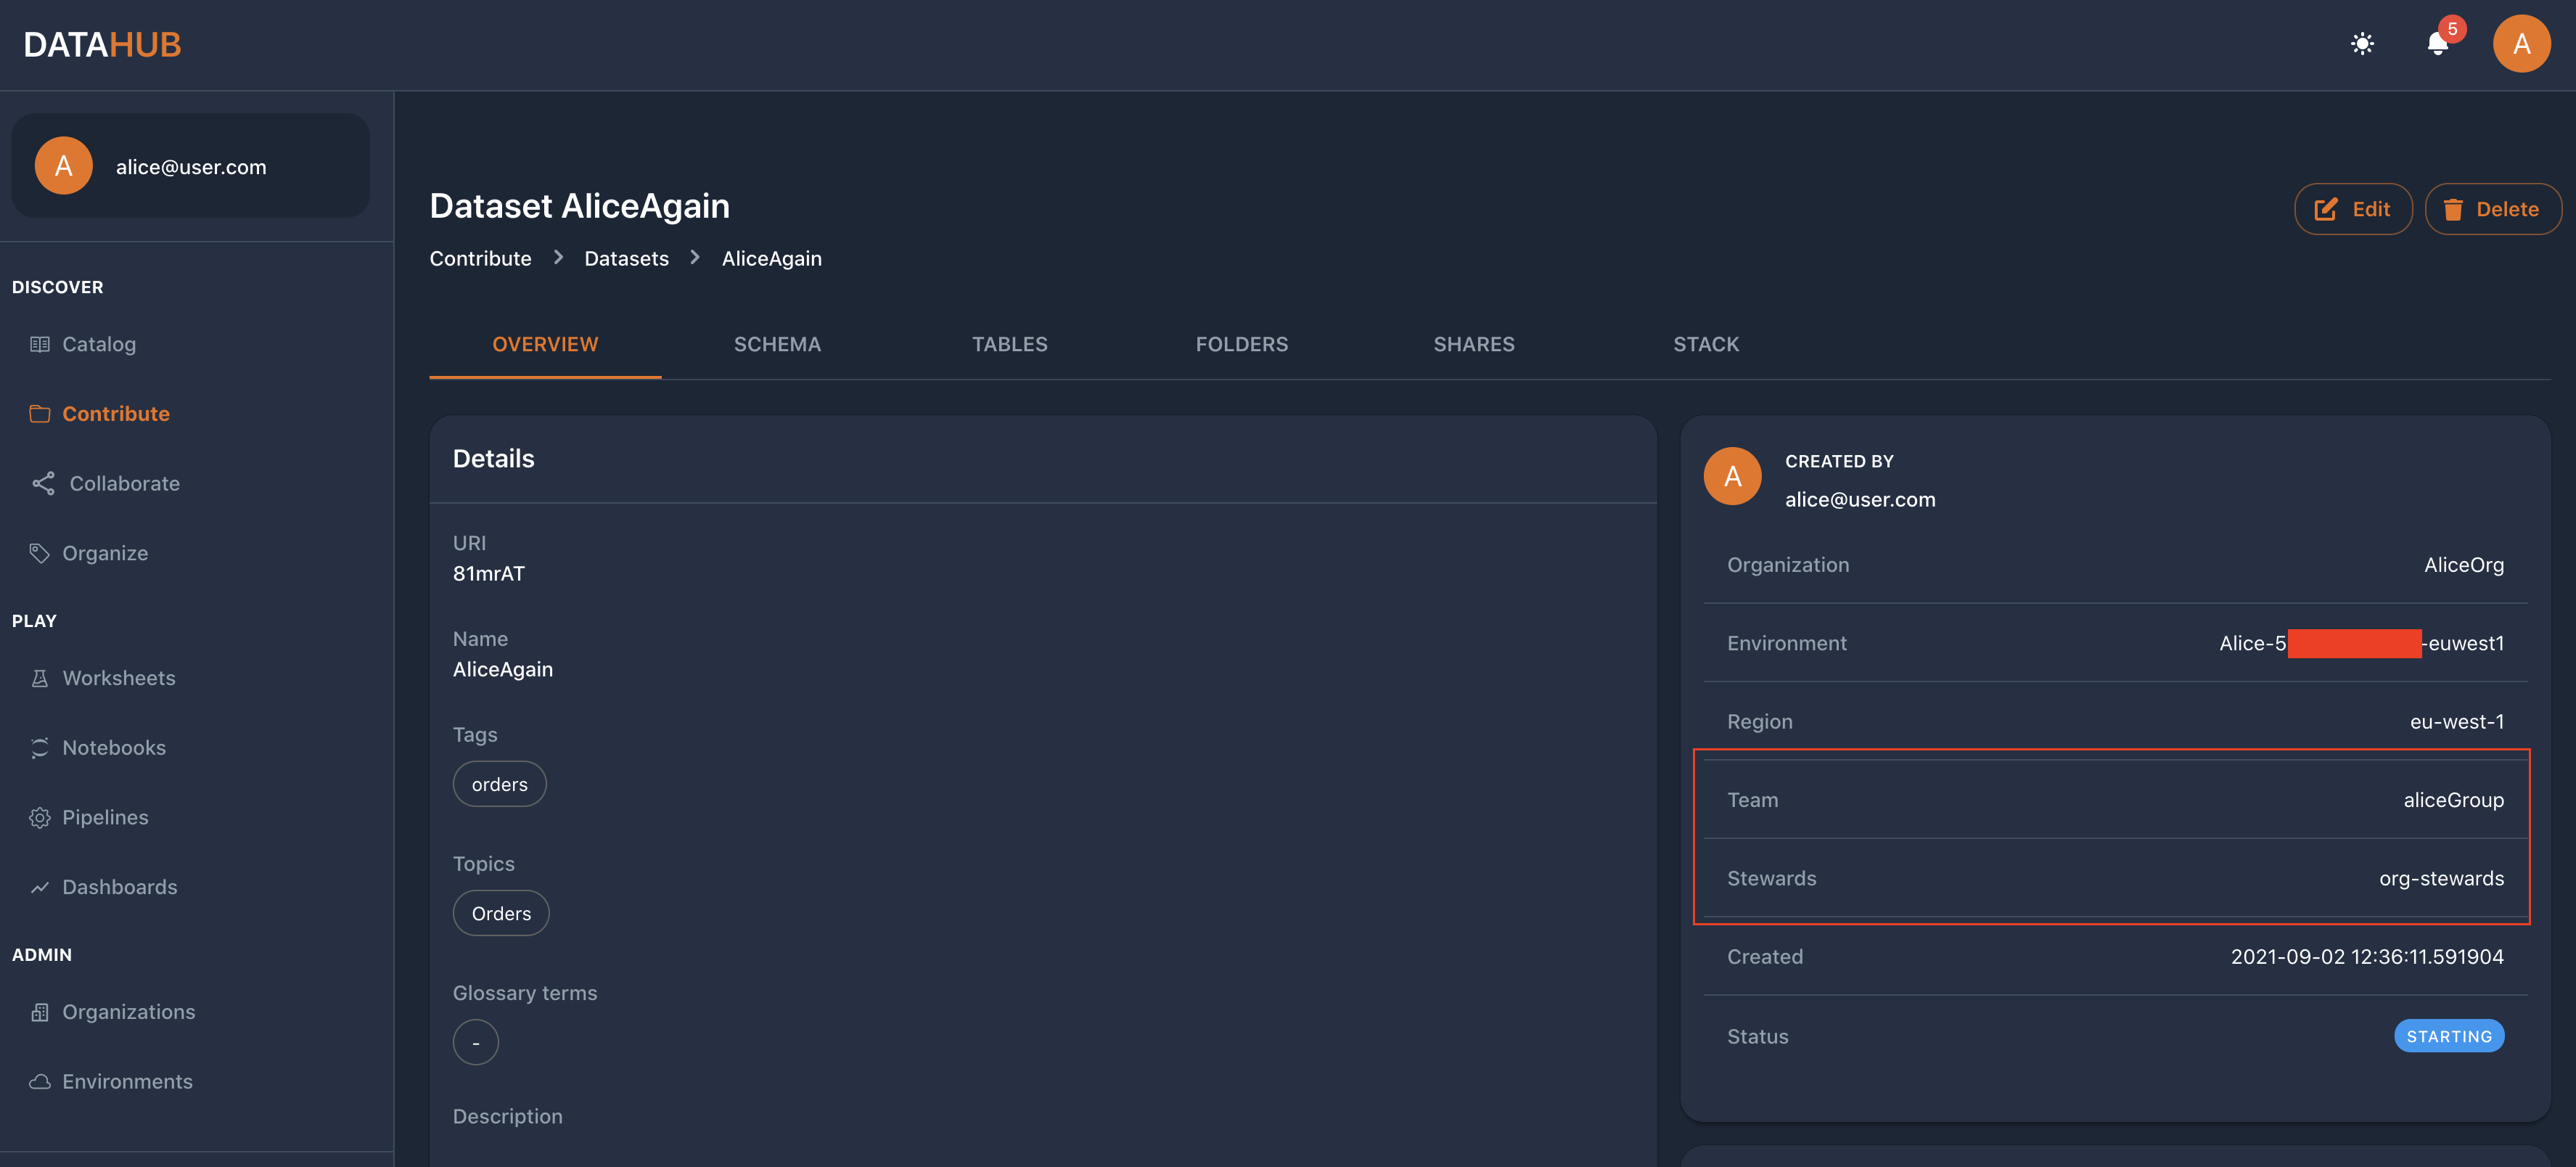 DATAHUB
5
A
A
alice@user.com
DISCOVER
Catalog
Contribute
Collaborate
Organize
PLAY
Worksheets
Notebooks
Pipelines
Dashboards
ADMIN
Organizations
Environments
Dataset AliceAgain
Contribute
Datasets
AliceAgain
Edit
Delete
OVERVIEW
SCHEMA
TABLES
FOLDERS
SHARES
STACK
Details
URI
81mrAT
Name
AliceAgain
Tags
orders
Topics
Orders
Glossary terms
-
Description
A
CREATED BY
alice@user.com
Organization
AliceOrg
Environment
Alice-5 -euwest1
Region
eu-west-1
Team
aliceGroup
Stewards
org-stewards
Created
2021-09-02 12:36:11.591904
Status
STARTING